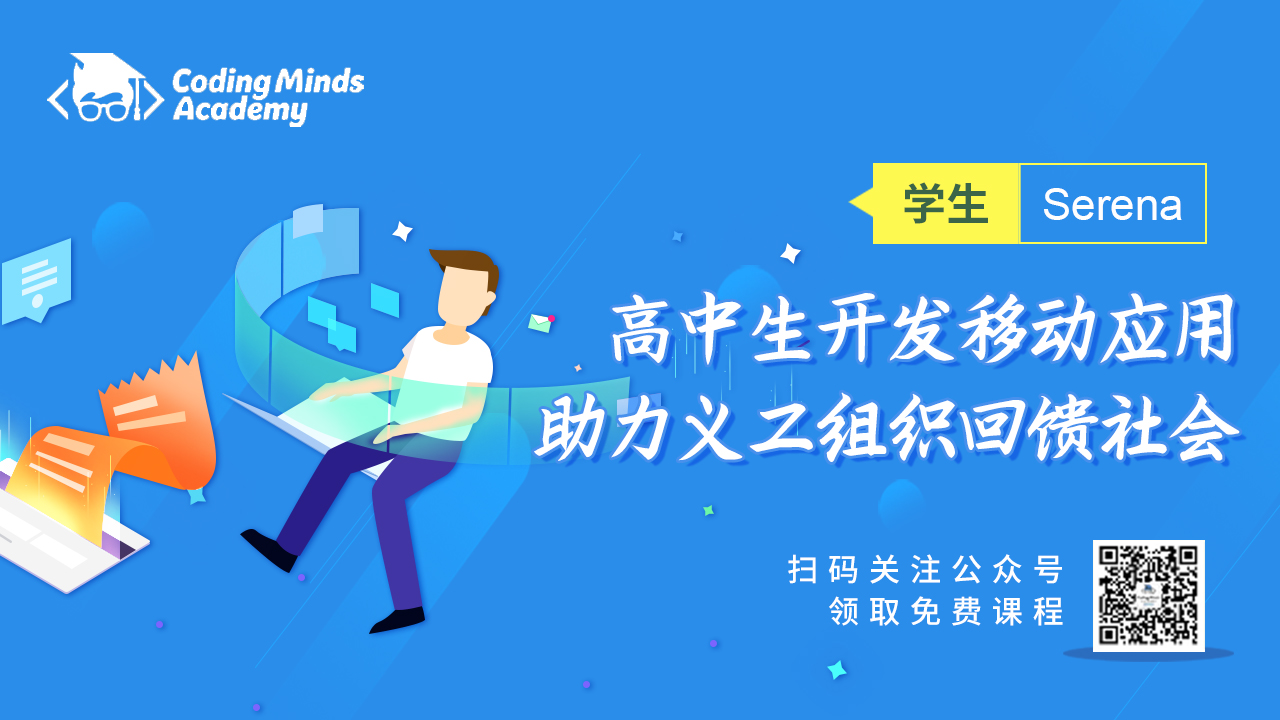 Coding Minds
Academy
学生 Serena
高中生开发移动应用
助力义工组织回馈社会
扫码关注公众号
领取免费课程